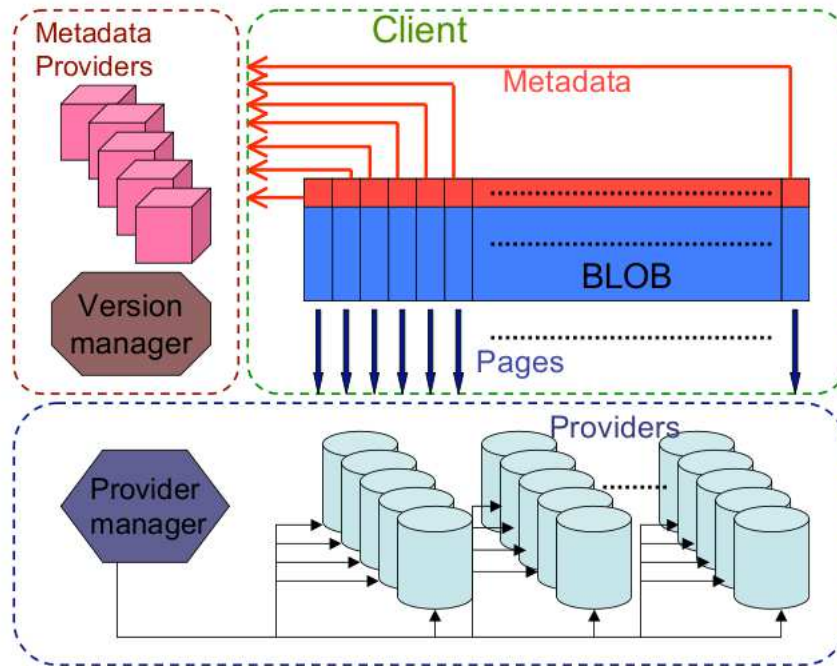 Metadata
Providers
Client
Metadata
BLOB
Version
manager
Pages
Providers
Provider
manager